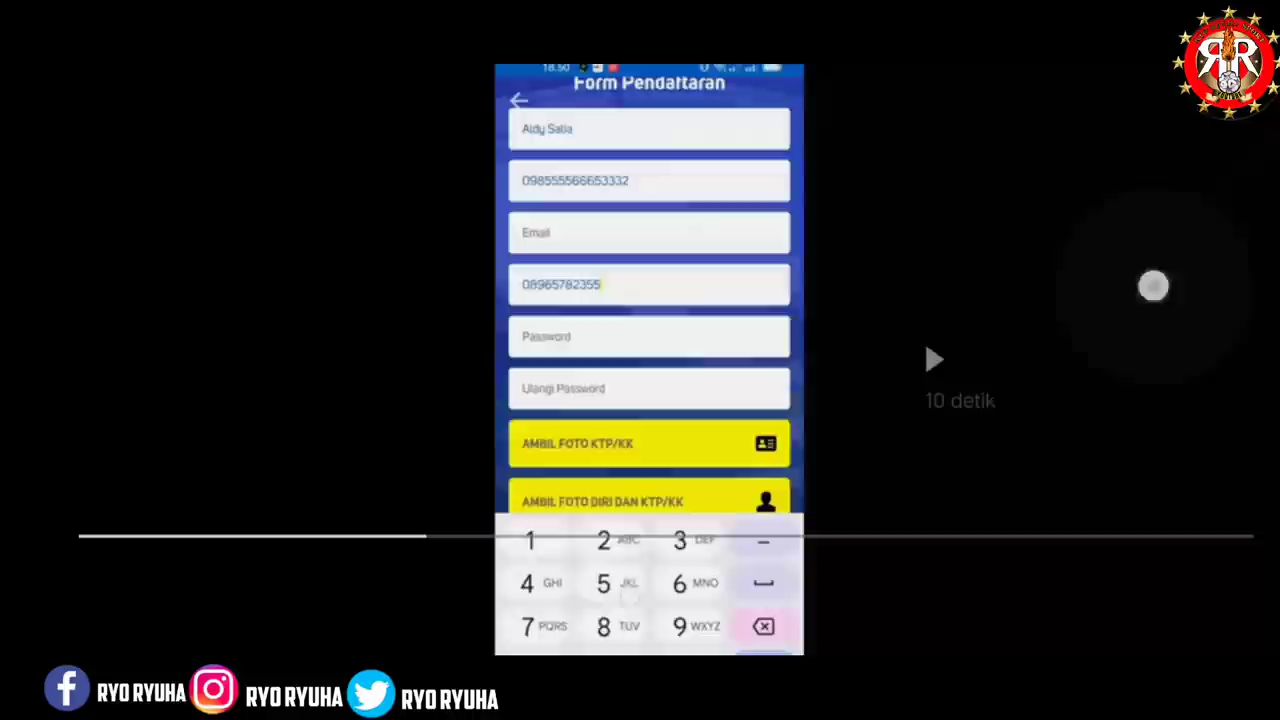 18.50
Form Pendaftaran
Aldy Salia
098555566653332
Email
08965782355
Password
Ulangi Password
AMBIL FOTO KTP/KK
AMBIL FOTO DIRI DAN KTP/KK
10 detik
1 2 ABC 3 DEF
4 GHI 5 JKL 6 MNO
7 PQRS 8 TUV 9 WXYZ
RYO RYUHA RYO RYUHA RYO RYUHA